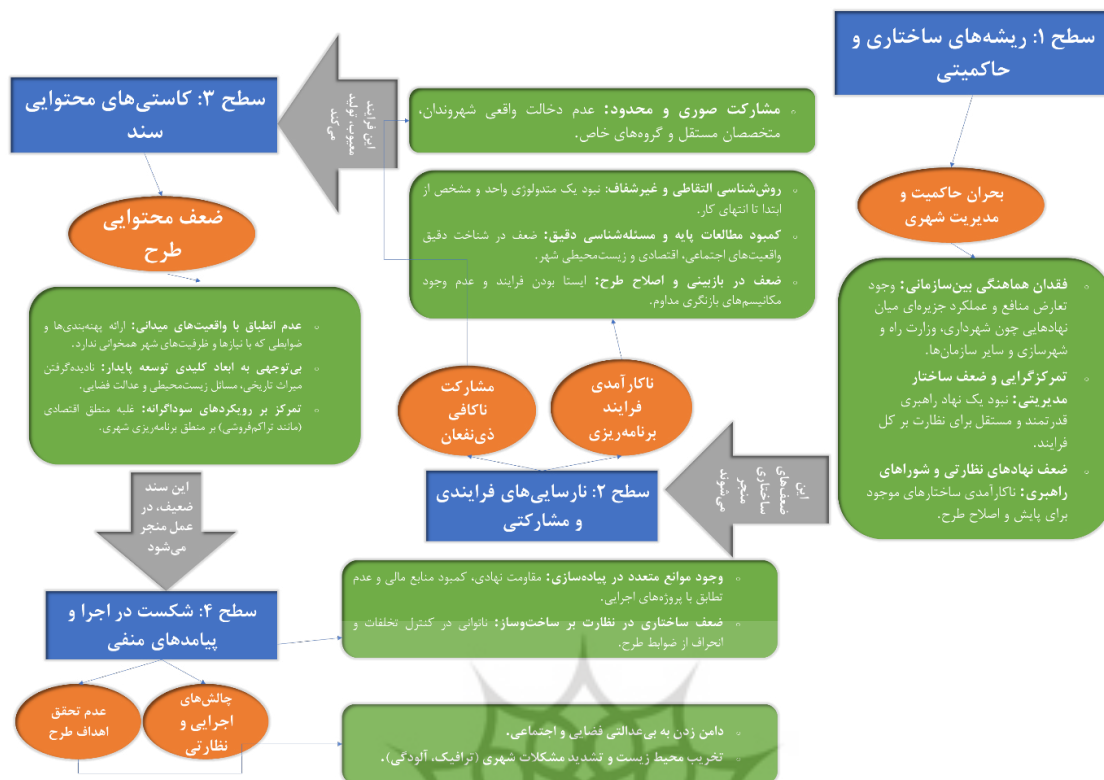 سطح ۱: ریشه‌های ساختاری و
حاکمیتی
بحران حاکمیت و
مدیریت شهری
فقدان هماهنگی بین‌سازمانی: وجود
تعارض منافع و عملکرد جزیره‌ای میان
نهادهایی چون شهرداری، وزارت راه و
شهرسازی و سایر سازمان‌ها.
تمرکزگرایی و ضعف ساختار
مدیریتی: نبود یک نهاد راهبری
قدرتمند و مستقل برای نظارت بر کل
فرایند.
ضعف نهادهای نظارتی و شوراهای
راهبری: ناکارآمدی ساختارهای موجود
برای پایش و اصلاح طرح.
این
ضعف‌های
ساختاری
منجر
می‌شوند
سطح ۲: نارسایی‌های فرایندی
و مشارکتی
ناکارآمدی
فرایند
برنامه‌ریزی
مشارکت
ناکافی
ذی‌نفعان
روش‌شناسی التقاطی و غیرشفاف: نبود یک متدولوژی واحد و مشخص از
ابتدا تا انتهای کار.
کمبود مطالعات پایه و مسئله‌شناسی دقیق: ضعف در شناخت دقیق
واقعیت‌های اجتماعی، اقتصادی و زیست‌محیطی شهر.
ضعف در بازبینی و اصلاح طرح: ایستا بودن فرایند و عدم وجود
مکانیسم‌های بازنگری مداوم.
مشارکت صوری و محدود: عدم دخالت واقعی شهروندان،
متخصصان مستقل و گروه‌های خاص.
این فرایند
معیوب، تولید
می‌کند
سطح ۳: کاستی‌های محتوایی
سند
ضعف محتوایی
طرح
عدم انطباق با واقعیت‌های میدانی: ارائه پهنه‌بندی‌ها و
ضوابطی که با نیازها و ظرفیت‌های شهر همخوانی ندارد.
بی‌توجهی به ابعاد کلیدی توسعه پایدار: نادیده‌گرفتن
میراث تاریخی، مسائل زیست‌محیطی و عدالت فضایی.
تمرکز بر رویکردهای سوداگرانه: غلبه منطق اقتصادی
(مانند تراکم‌فروشی) بر منطق برنامه‌ریزی شهری.
این سند
ضعیف، در
عمل منجر
می‌شود
سطح ۴: شکست در اجرا و
پیامدهای منفی
وجود موانع متعدد در پیاده‌سازی: مقاومت نهادی، کمبود منابع مالی و عدم
تطابق با پروژه‌های اجرایی.
ضعف ساختاری در نظارت بر ساخت‌وساز: ناتوانی در کنترل تخلفات و
انحراف از ضوابط طرح.
چالش‌های
اجرایی و
نظارتی
عدم تحقق
اهداف طرح
دامن زدن به بی‌عدالتی فضایی و اجتماعی.
تخریب محیط زیست و تشدید مشکلات شهری (ترافیک، آلودگی).